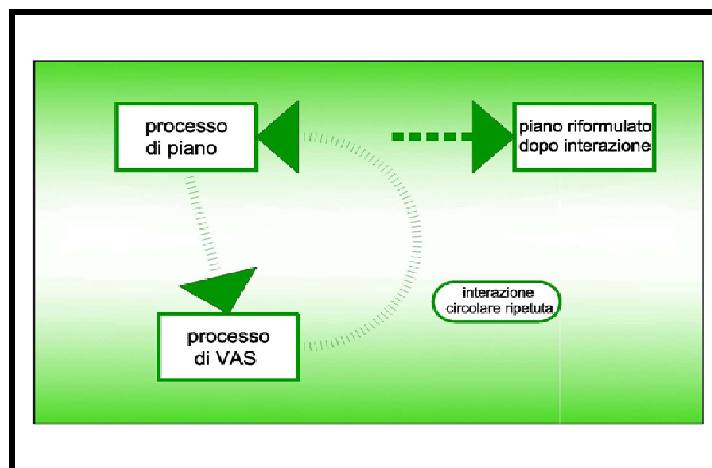 processo
di piano
piano riformulato
dopo interazione
interazione
circolare ripetuta
processo
di VAS